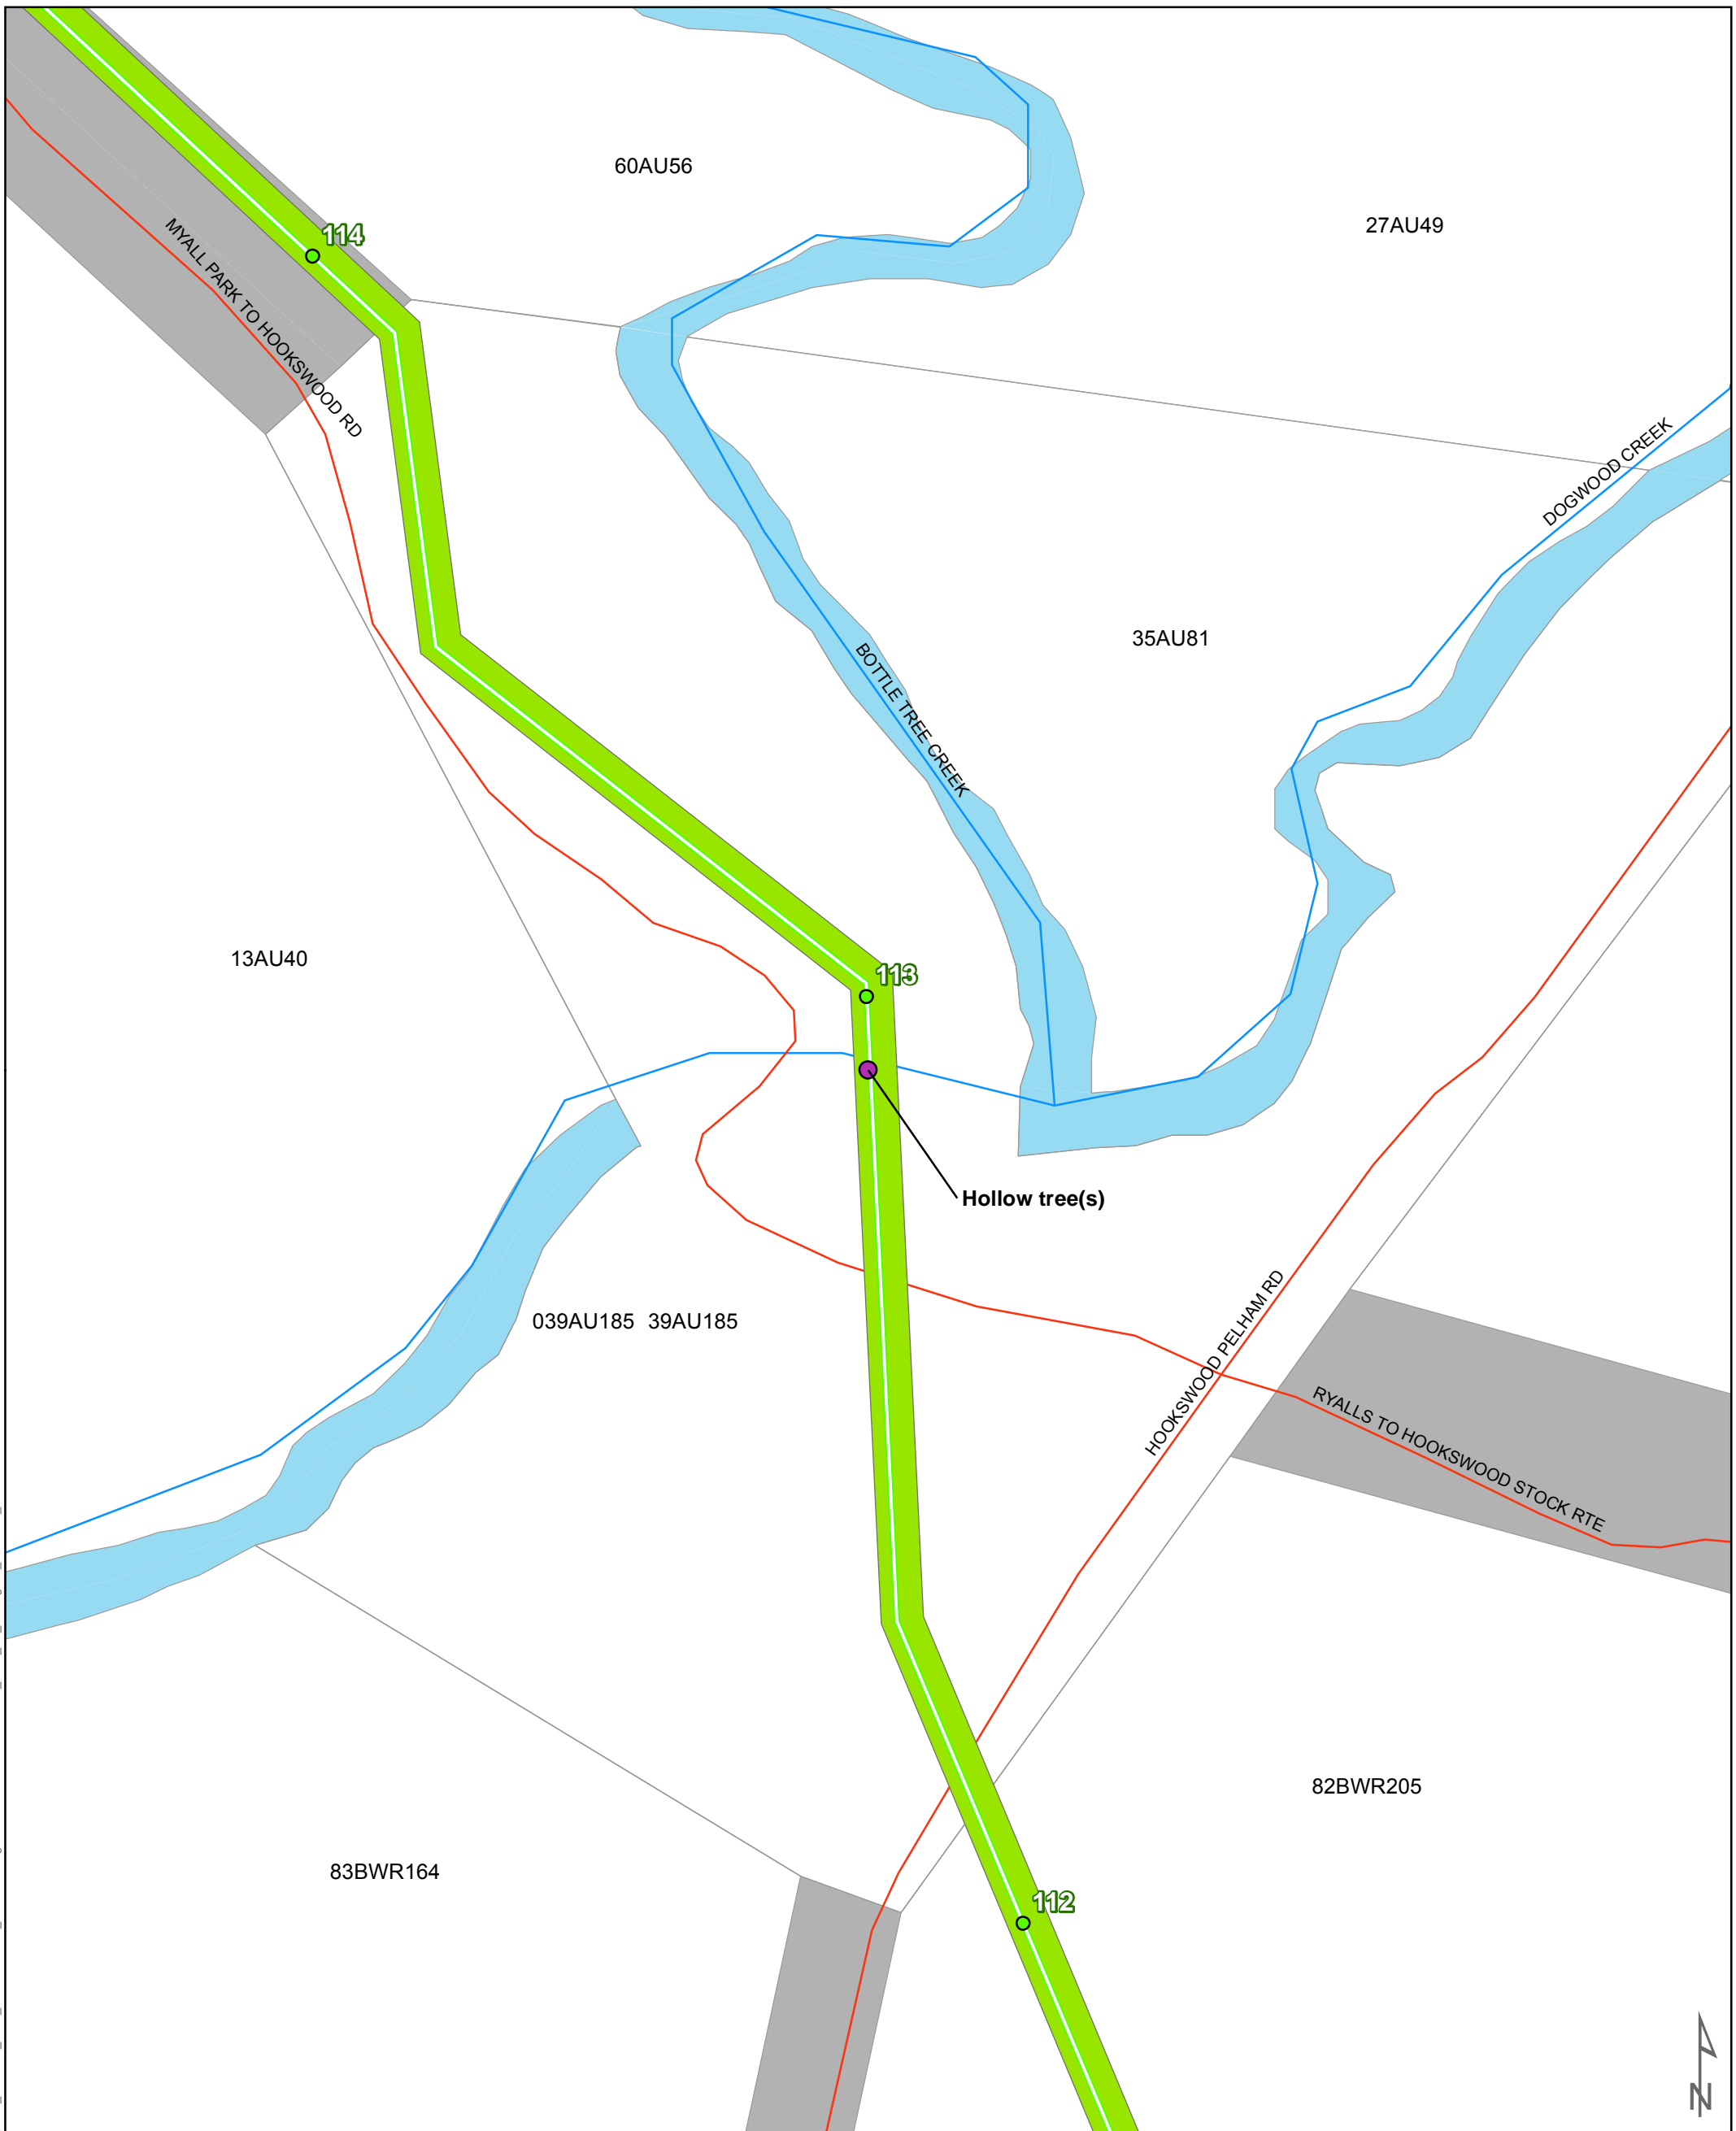 60AU56
27AU49
114
MYALL PARK TO HOOKSWOOD RD
DOGWOOD CREEK
35AU81
BOTTLE TREE CREEK
13AU40
113
Hollow tree(s)
HOOKSWOOD PELHAM RD
039AU185 39AU185
RYALLS TO HOOKSWOOD STOCK RTE
82BWR205
83BWR164
112
N